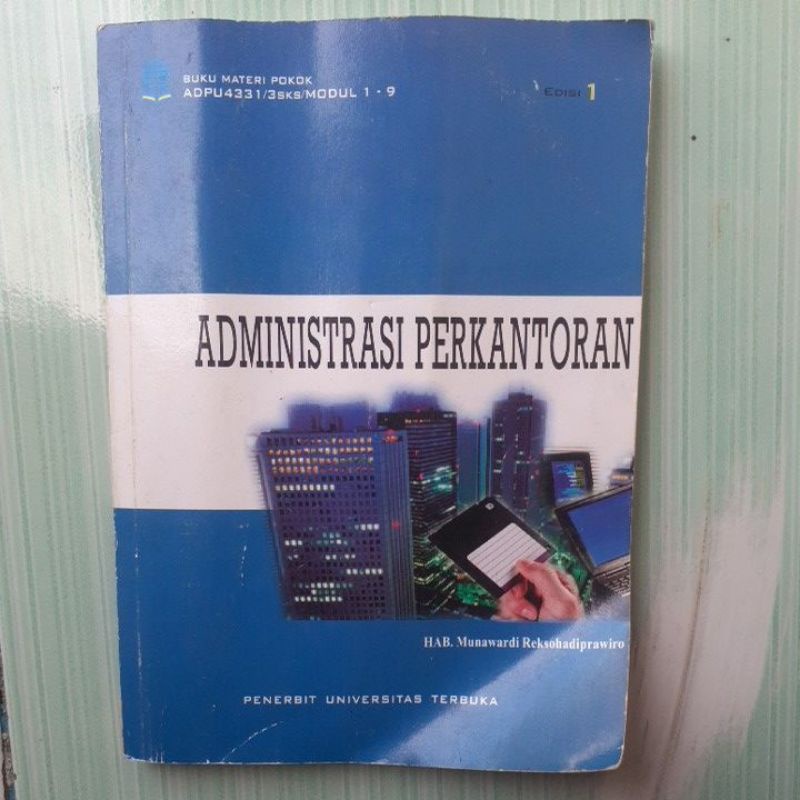 BUKU MATERI POKOK
ADPU4331/3SKS/MODUL 1 - 9
EDISI 1
ADMINISTRASI PERKANTORAN
HAB. Munawardi Reksohadiprawiro
PENERBIT UNIVERSITAS TERBUKA